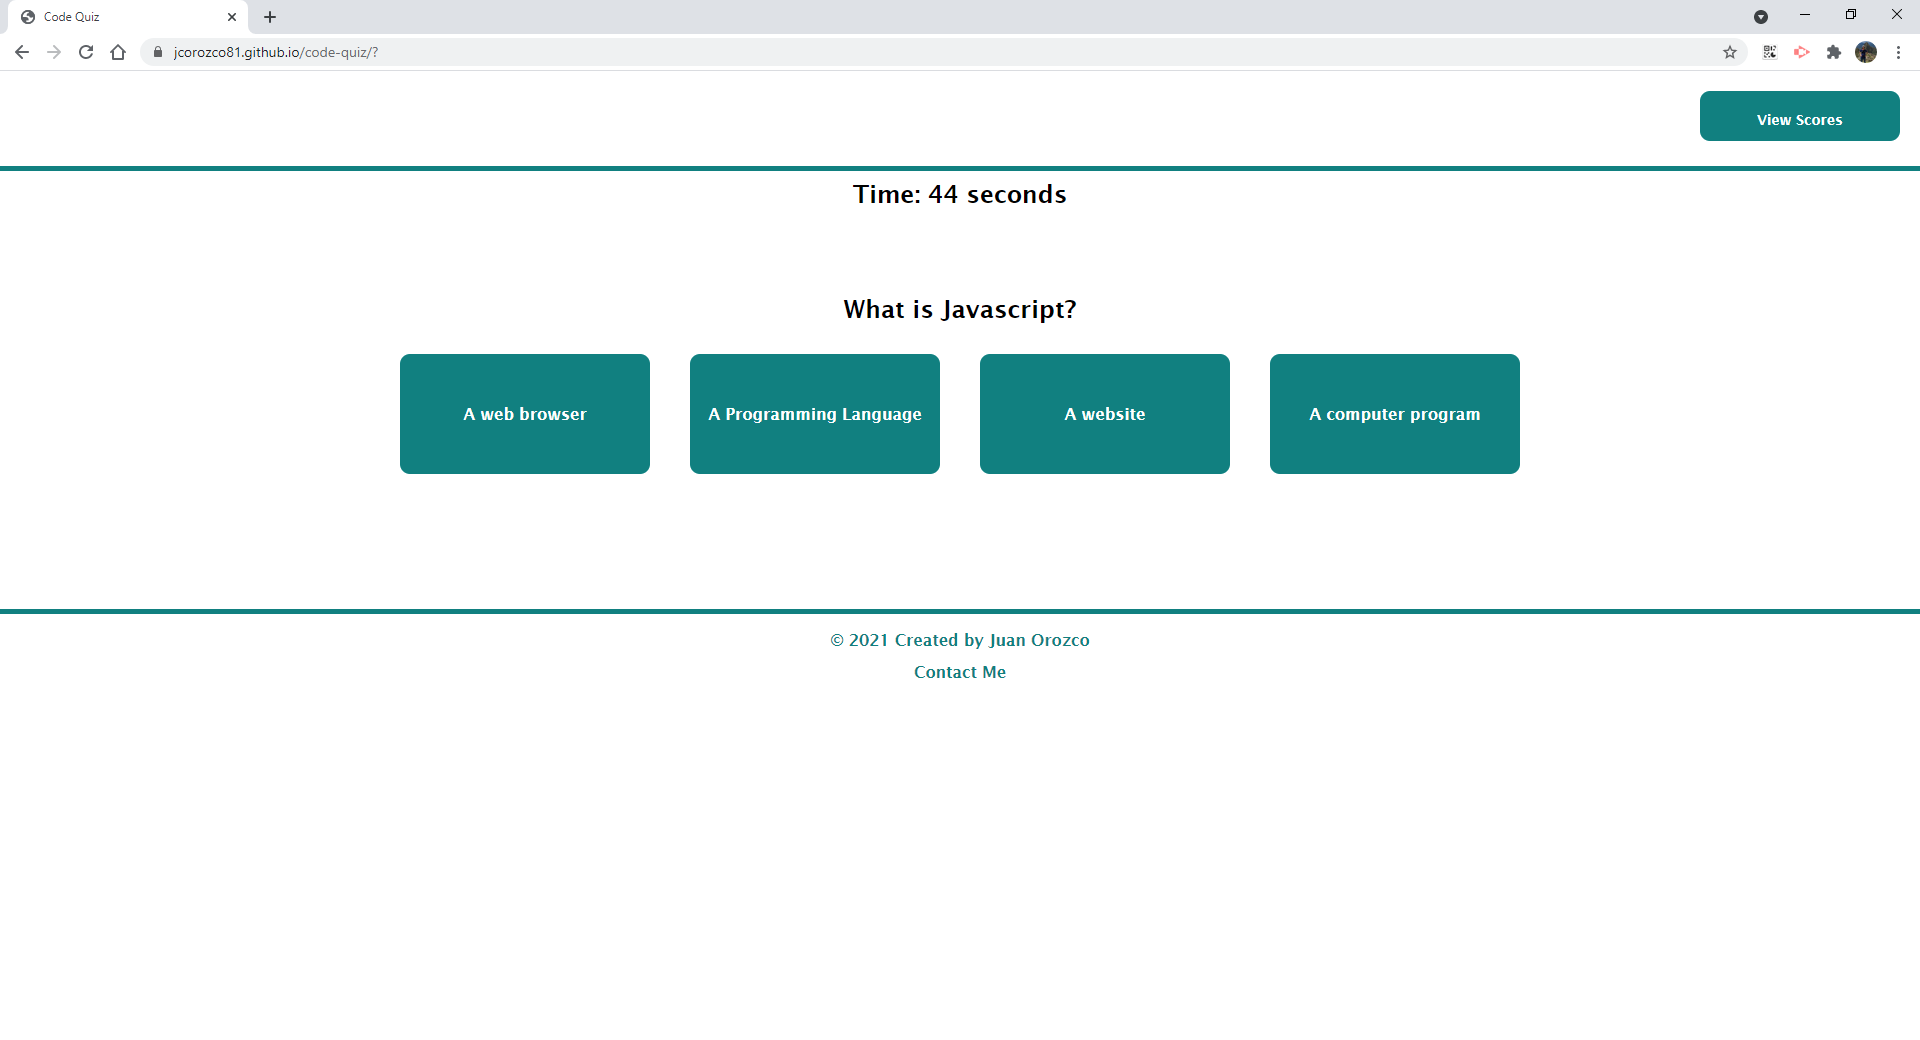 Code Quiz
jcorozco81.github.io/code-quiz/?
View Scores
Time: 44 seconds
What is Javascript?
A web browser
A Programming Language
A website
A computer program
© 2021 Created by Juan Orozco
Contact Me